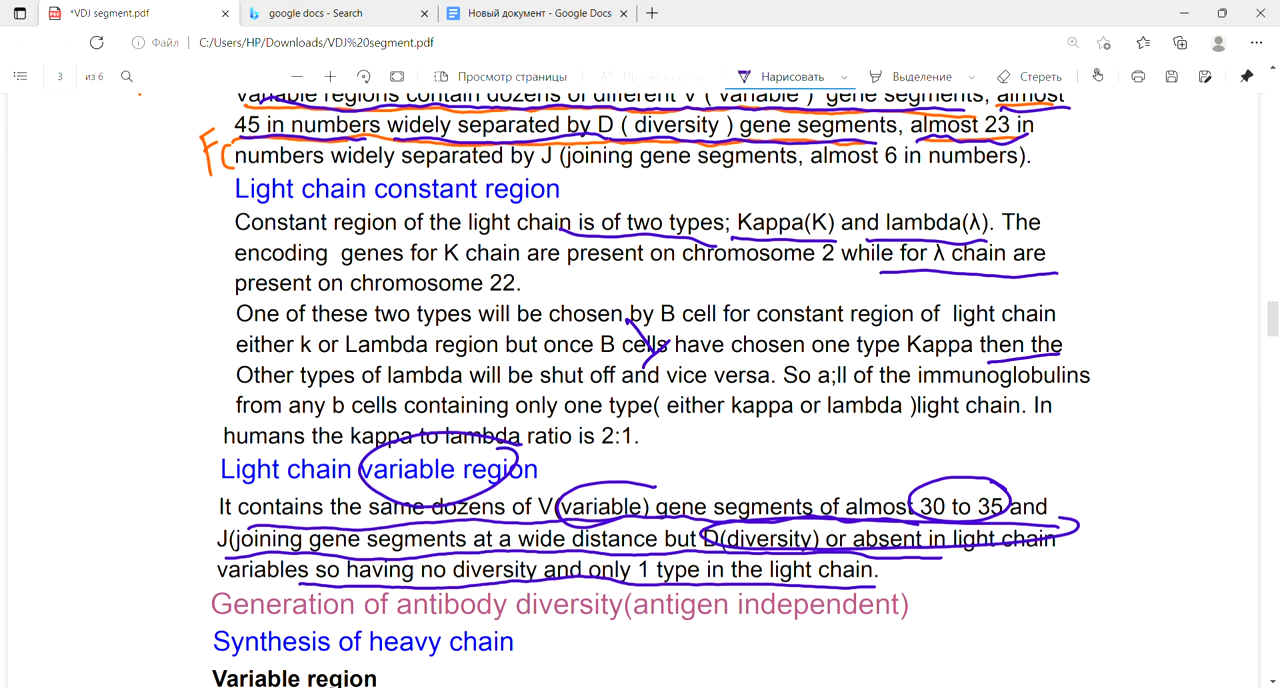 *VDJ segment.pdf
google docs - Search
Новый документ - Google Docs
Файл
C:/Users/HP/Downloads/VDJ%20segment.pdf
3
из 6
Просмотр страницы
Нарисовать
Выделение
Стереть
variable regions contain dozens of different V ( variable ) gene segments, almost
45 in numbers widely separated by D ( diversity ) gene segments, almost 23 in
numbers widely separated by J (joining gene segments, almost 6 in numbers).
Light chain constant region
Constant region of the light chain is of two types; Kappa(K) and lambda(λ). The
encoding genes for K chain are present on chromosome 2 while for λ chain are
present on chromosome 22.
One of these two types will be chosen by B cell for constant region of light chain
either k or Lambda region but once B cells have chosen one type Kappa then the
Other types of lambda will be shut off and vice versa. So a;ll of the immunoglobulins
from any b cells containing only one type( either kappa or lambda )light chain. In
humans the kappa to lambda ratio is 2:1.
Light chain variable region
It contains the same dozens of V(variable) gene segments of almost 30 to 35 and
J(joining gene segments at a wide distance but D(diversity) or absent in light chain
variables so having no diversity and only 1 type in the light chain.
Generation of antibody diversity(antigen independent)
Synthesis of heavy chain
Variable region